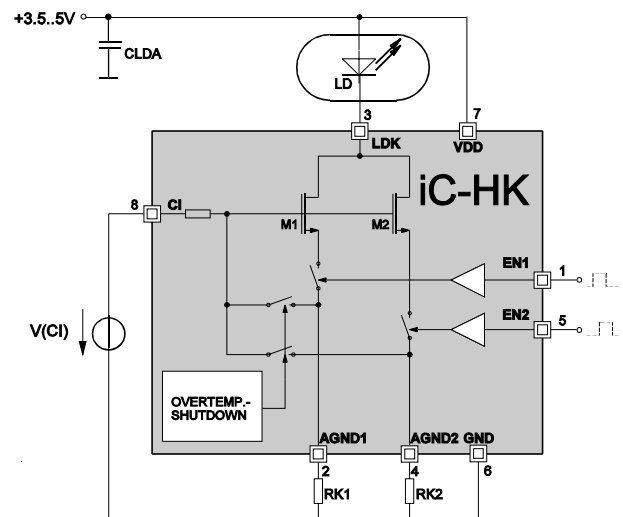 +3.5..5V
CLDA
LD
3
7
LDK
VDD
iC-HK
8
CI
M1
M2
EN1
1
EN2
5
V(CI)
OVERTEMP.-
SHUTDOWN
AGND1
AGND2
GND
2
4
6
RK1
RK2